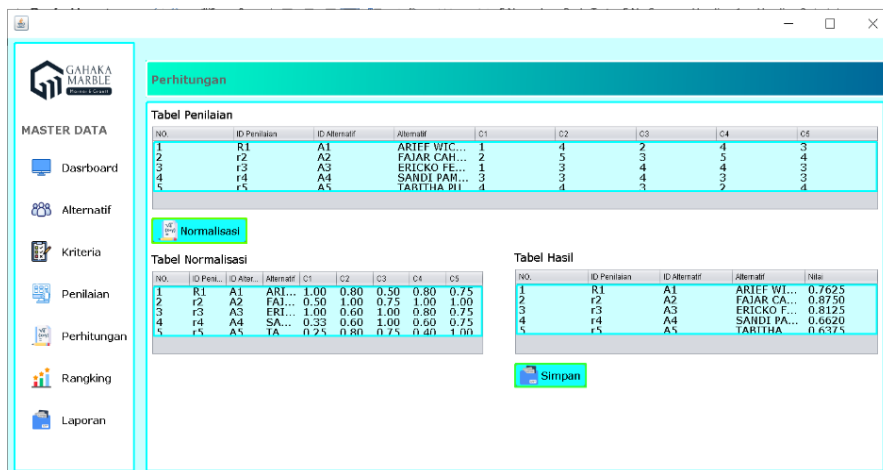 GAHAKA
MARBLE
Perhitungan
MASTER DATA
Dasrboard
Alternatif
Kriteria
Penilaian
Perhitungan
Rangking
Laporan
Tabel Penilaian
NO. ID Penilaian ID Alternatif Alternatif C1 C2 C3 C4 C5
1 R1 A1 ARIEF WIC... 1 4 2 4 3
2 r2 A2 FAJAR CAH... 2 5 3 5 4
3 r3 A3 ERICKO FE... 1 3 4 4 3
4 r4 A4 SANDI PAM... 3 3 4 3 3
5 r5 A5 TABITHA PU... 4 4 3 2 4
Normalisasi
Tabel Normalisasi
NO. ID Peni... ID Alter... Alternatif C1 C2 C3 C4 C5
1 R1 A1 ARI... 1.00 0.80 0.50 0.80 0.75
2 r2 A2 FAJ... 0.50 1.00 0.75 1.00 1.00
3 r3 A3 ERI... 1.00 0.60 1.00 0.80 0.75
4 r4 A4 SA... 0.33 0.60 1.00 0.60 0.75
5 r5 A5 TA... 0.25 0.80 0.75 0.40 1.00
Tabel Hasil
NO. ID Penilaian ID Alternatif Alternatif Nilai
1 R1 A1 ARIEF WI... 0.7625
2 r2 A2 FAJAR CA... 0.8750
3 r3 A3 ERICKO F... 0.8125
4 r4 A4 SANDI PA... 0.6620
5 r5 A5 TABITHA ... 0.6375
Simpan